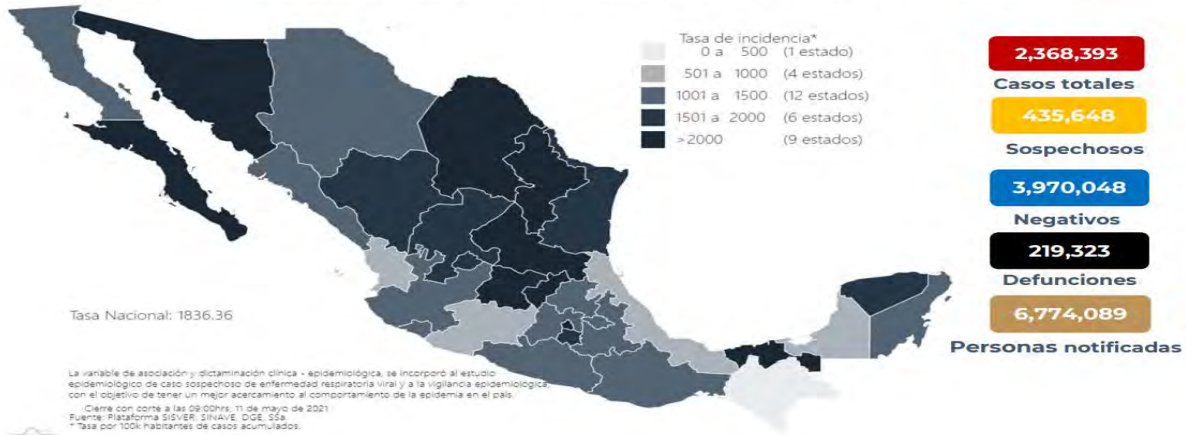 Tasa de incidencia*
0 a 500 (1 estado)
501 a 1000 (4 estados)
1001 a 1500 (12 estados)
1501 a 2000 (6 estados)
>2000 (9 estados)
2,368,393
Casos totales
435,648
Sospechosos
3,970,048
Negativos
219,323
Defunciones
6,774,089
Personas notificadas
Tasa Nacional: 1836.36
La variable de asociación y dictaminación clínica - epidemiológica, se incorporó al estudio
epidemiológico de caso sospechoso de enfermedad respiratoria viral y a la vigilancia epidemiológica,
con el objetivo de tener un mejor acercamiento al comportamiento de la epidemia en el país.
Cierre con corte a las 09:00hrs, 11 de mayo de 2021
Fuente: Plataforma SISVER, SINAVE, DGE, SSa.
* Tasa por 100k habitantes de casos acumulados.